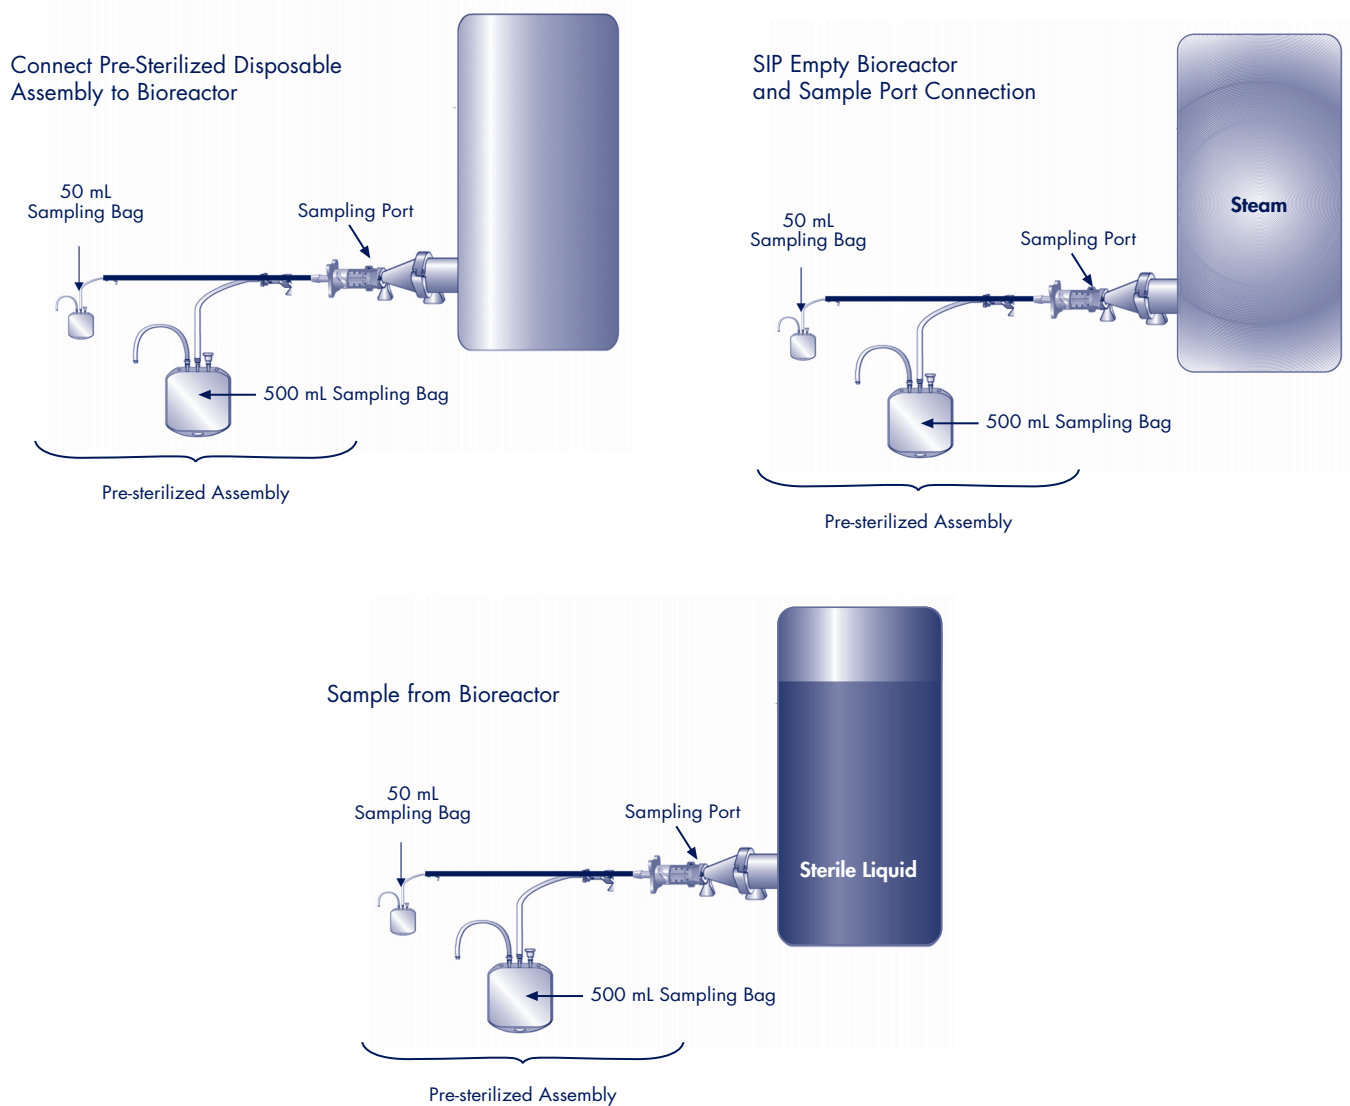 Connect Pre-Sterilized Disposable
Assembly to Bioreactor
50 mL
Sampling Bag
Sampling Port
500 mL Sampling Bag
Pre-sterilized Assembly
SIP Empty Bioreactor
and Sample Port Connection
Steam
50 mL
Sampling Bag
Sampling Port
500 mL Sampling Bag
Pre-sterilized Assembly
Sample from Bioreactor
50 mL
Sampling Bag
Sampling Port
Sterile Liquid
500 mL Sampling Bag
Pre-sterilized Assembly